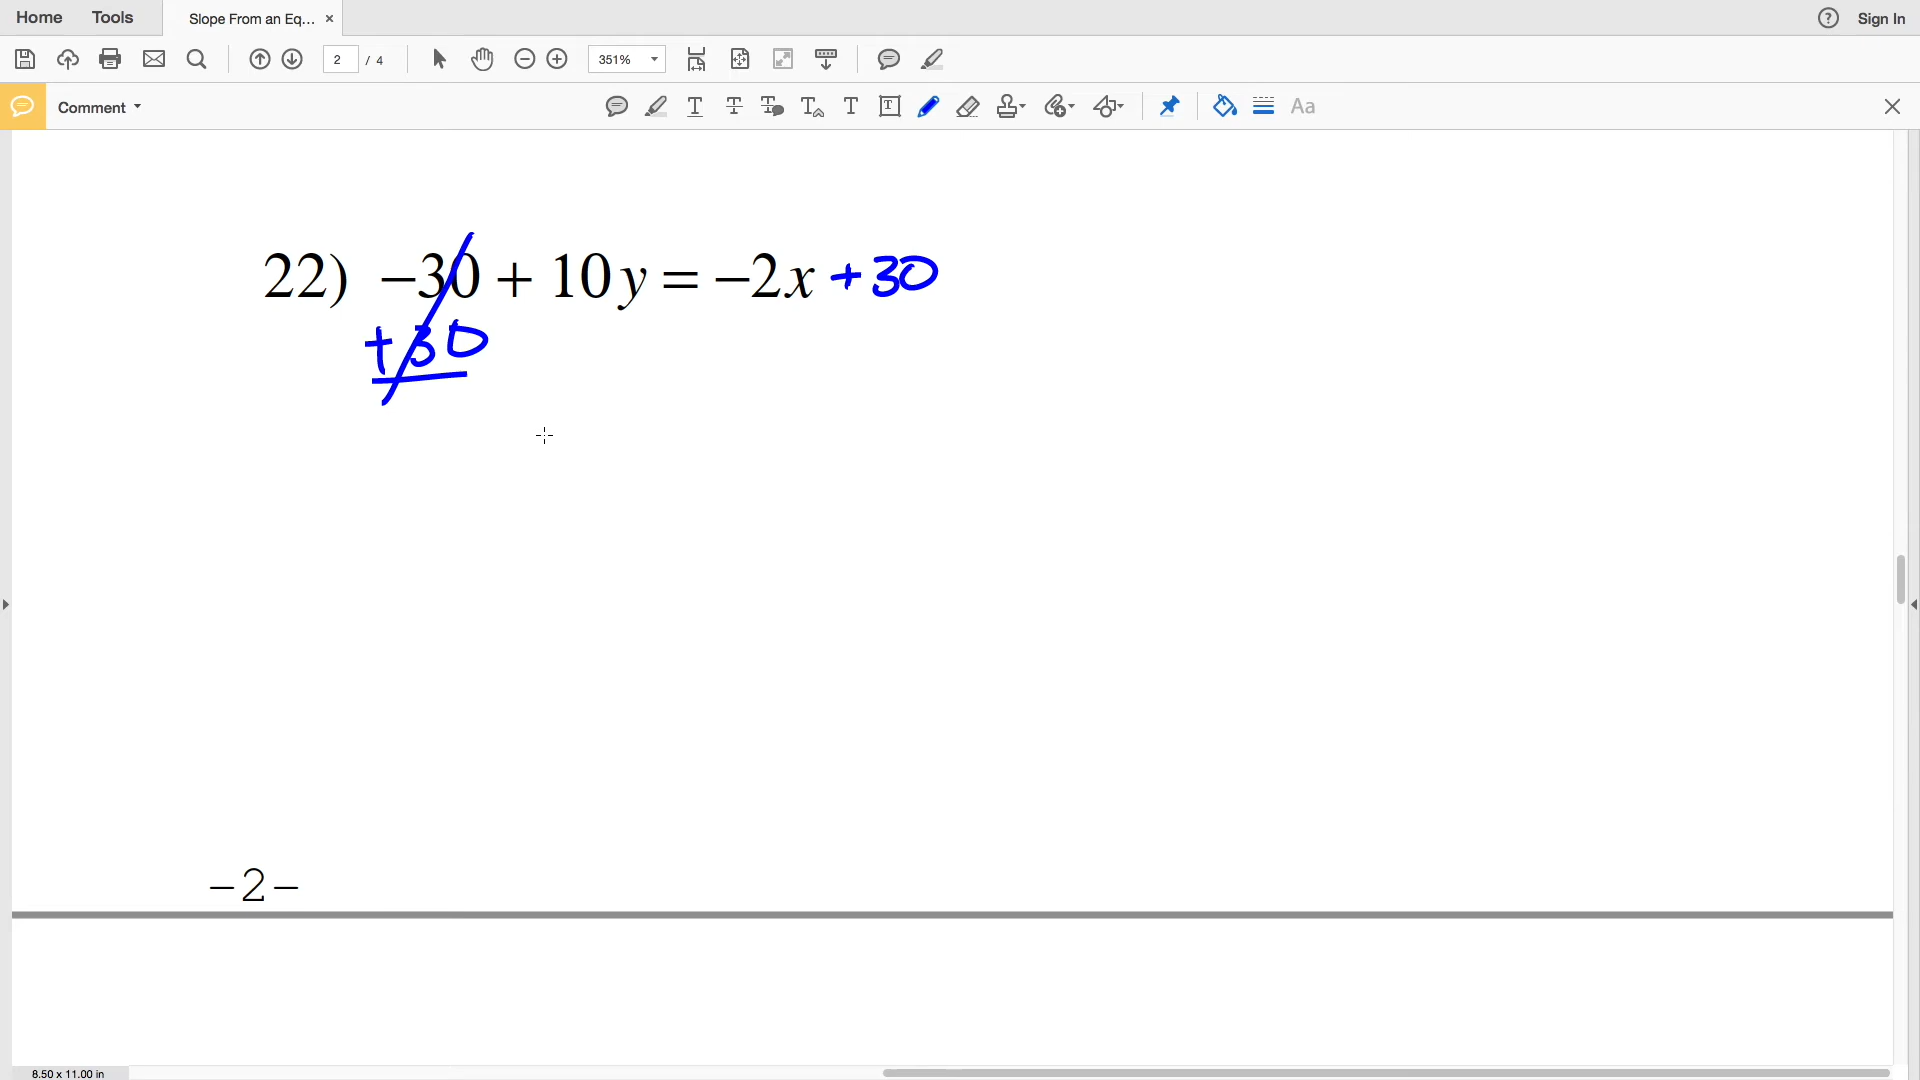 Home Tools Slope From an Eq... × ? Sign In
2 / 4 351%
Comment T T T T T T Aa
22) −30 + 10y = −2x +30
+30
-2-
8.50 x 11.00 in